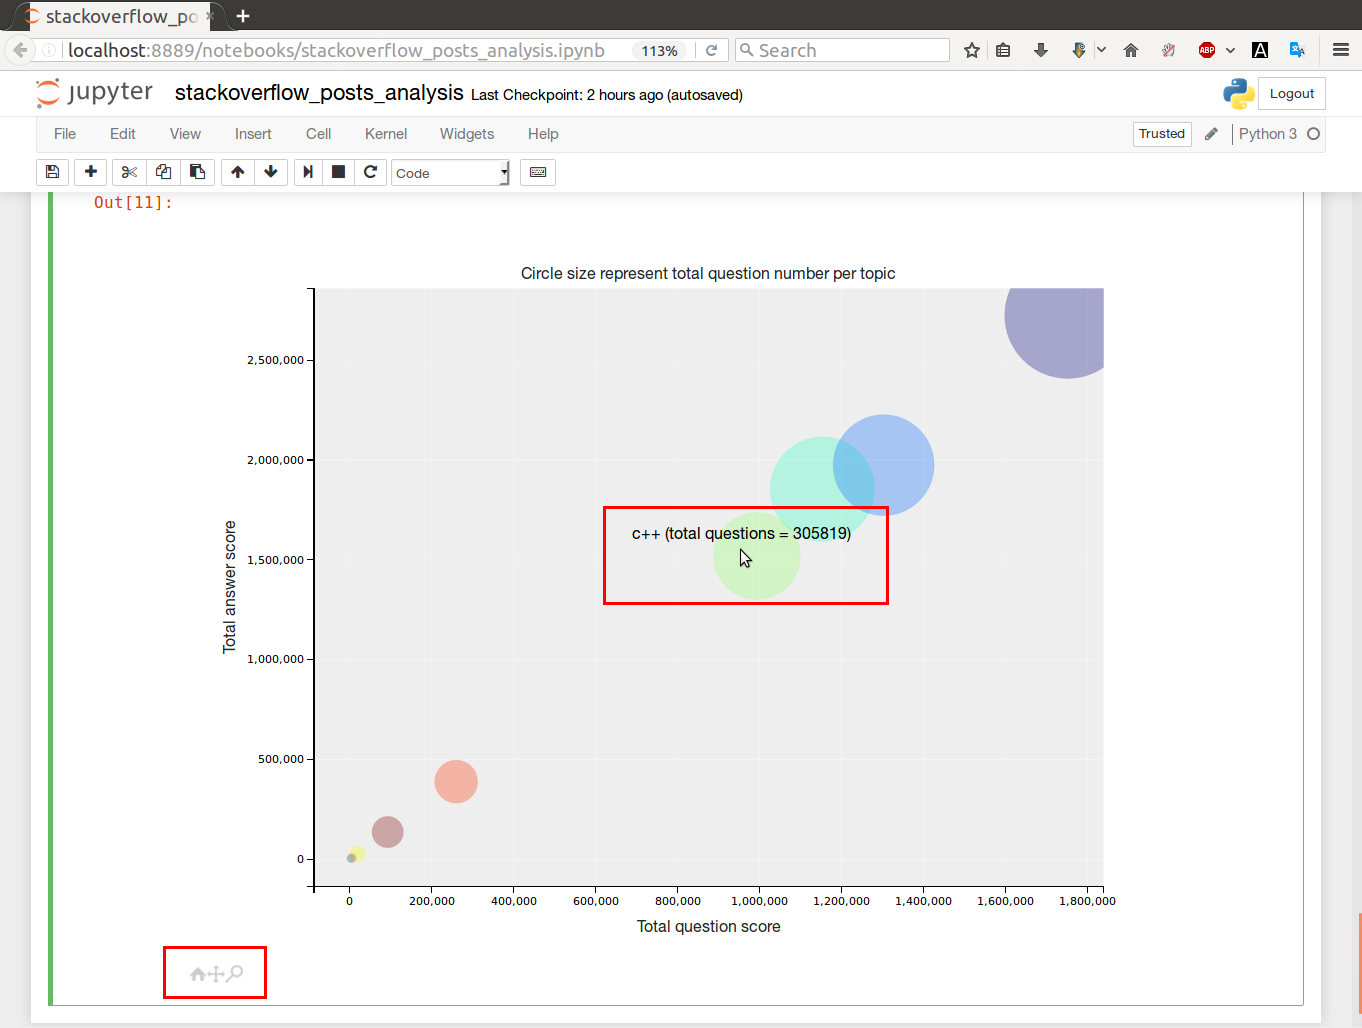 stackoverflow_po
localhost:8889/notebooks/stackoverflow_posts_analysis.ipynb 113% Search
ABP A
jupyter stackoverflow_posts_analysis Last Checkpoint: 2 hours ago (autosaved) Logout
File Edit View Insert Cell Kernel Widgets Help Trusted Python 3
Code
Out[11]:
Circle size represent total question number per topic
2,500,000
2,000,000
1,500,000
1,000,000
500,000
0
Total answer score
c++ (total questions = 305819)
0 200,000 400,000 600,000 800,000 1,000,000 1,200,000 1,400,000 1,600,000 1,800,000
Total question score